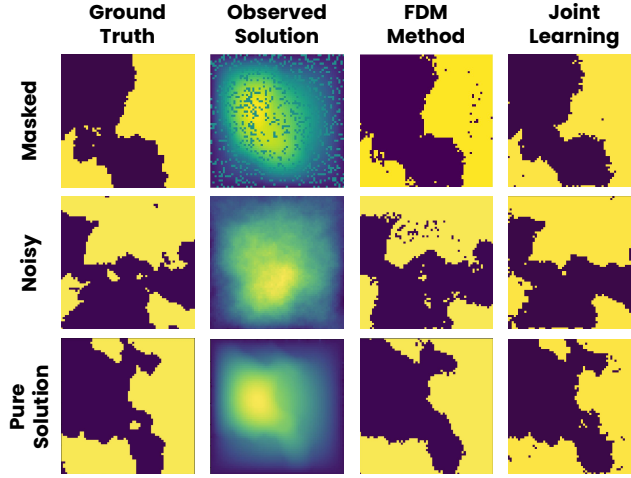 Ground
Truth
Observed
Solution
FDM
Method
Joint
Learning
Masked
Noisy
Pure
Solution